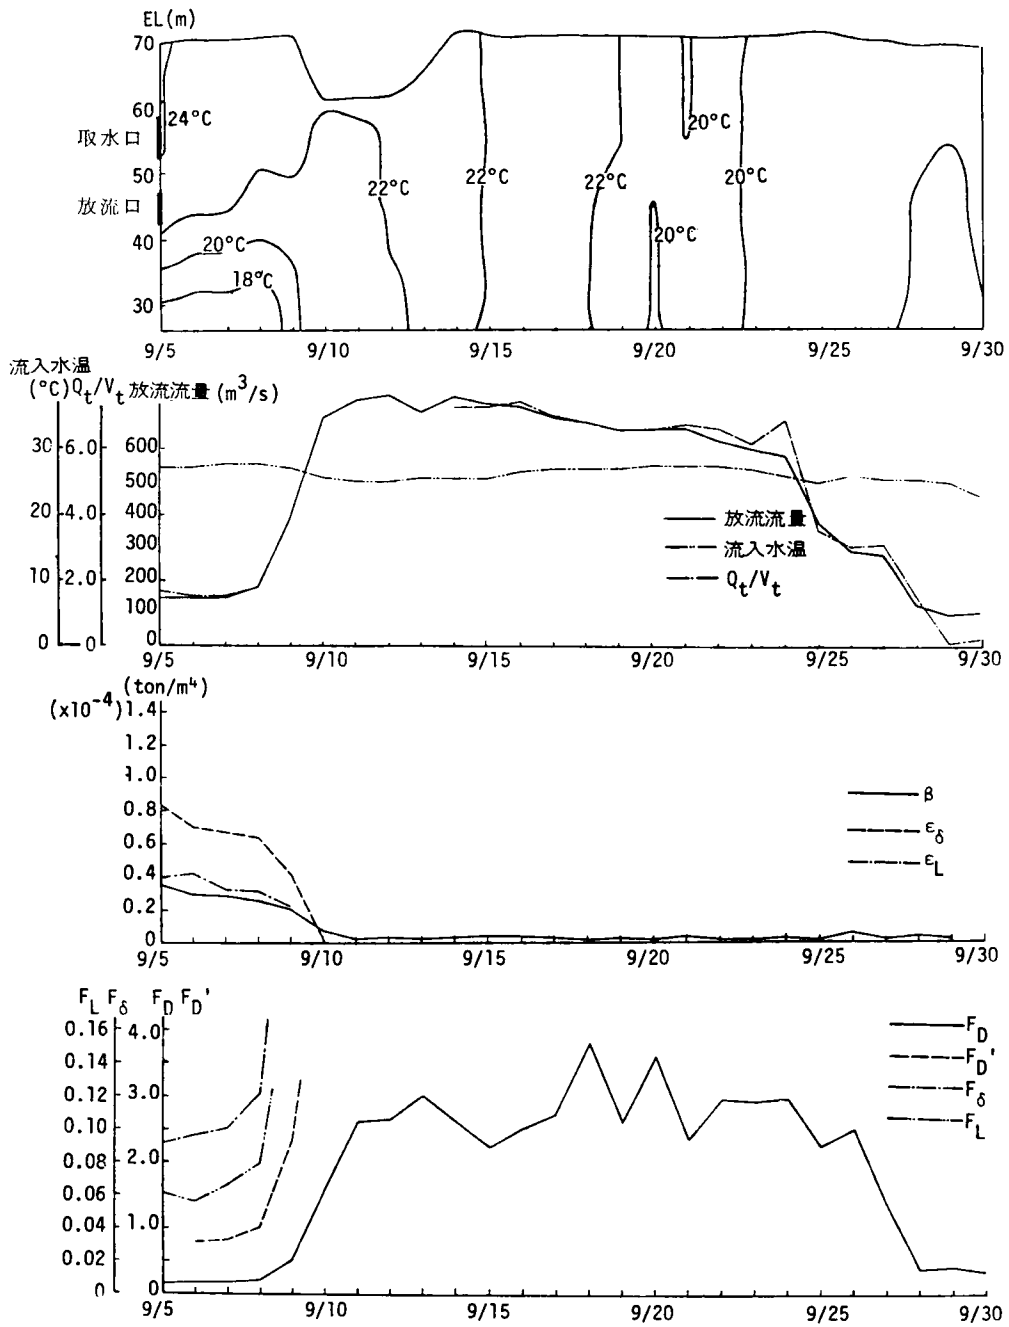 EL(m)
70
60
24°C
20°C
取水口
50
22°C
22°C
22°C
20°C
放流口
40
20°C
20°C
18°C
30
9/5
9/10
9/15
9/20
9/25
9/30
流入水温
(°C) Qt/Vt 放流流量(m³/s)
30
6.0
600
500
20
4.0
400
300
10
2.0
200
100
0
0
0
放流流量
流入水温
Qt/Vt
9/5
9/10
9/15
9/20
9/25
9/30
(ton/m⁴)
(x10⁻⁴)
1.4
1.2
1.0
0.8
0.6
0.4
0.2
0
β
εδ
εL
9/5
9/10
9/15
9/20
9/25
9/30
FL Fδ FD FD'
0.16
4.0
0.14
0.12
3.0
0.10
0.08
2.0
0.06
0.04
1.0
0.02
0
0
FD
FD'
Fδ
FL
9/5
9/10
9/15
9/20
9/25
9/30